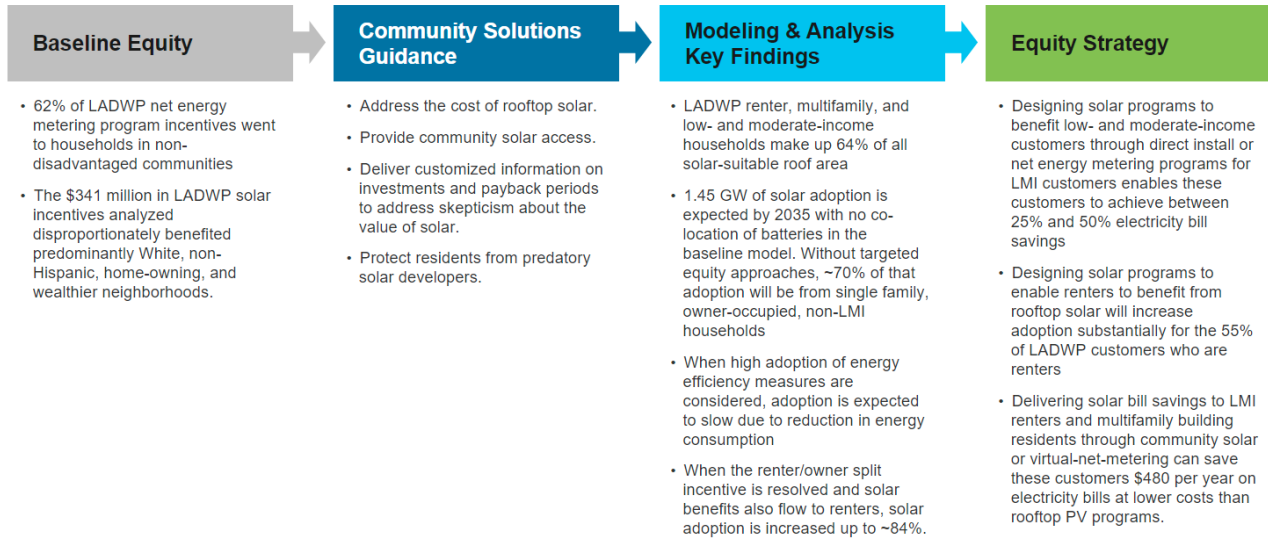 Baseline Equity
• 62% of LADWP net energy
metering program incentives went
to households in non-
disadvantaged communities
• The $341 million in LADWP solar
incentives analyzed
disproportionately benefited
predominantly White, non-
Hispanic, home-owning, and
wealthier neighborhoods.
Community Solutions
Guidance
• Address the cost of rooftop solar.
• Provide community solar access.
• Deliver customized information on
investments and payback periods
to address skepticism about the
value of solar.
• Protect residents from predatory
solar developers.
Modeling & Analysis
Key Findings
• LADWP renter, multifamily, and
low- and moderate-income
households make up 64% of all
solar-suitable roof area
• 1.45 GW of solar adoption is
expected by 2035 with no co-
location of batteries in the
baseline model. Without targeted
equity approaches, ~70% of that
adoption will be from single family,
owner-occupied, non-LMI
households
• When high adoption of energy
efficiency measures are
considered, adoption is expected
to slow due to reduction in energy
consumption
• When the renter/owner split
incentive is resolved and solar
benefits also flow to renters, solar
adoption is increased up to ~84%.
Equity Strategy
• Designing solar programs to
benefit low- and moderate-income
customers through direct install or
net energy metering programs for
LMI customers enables these
customers to achieve between
25% and 50% electricity bill
savings
• Designing solar programs to
enable renters to benefit from
rooftop solar will increase
adoption substantially for the 55%
of LADWP customers who are
renters
• Delivering solar bill savings to LMI
renters and multifamily building
residents through community solar
or virtual-net-metering can save
these customers $480 per year on
electricity bills at lower costs than
rooftop PV programs.